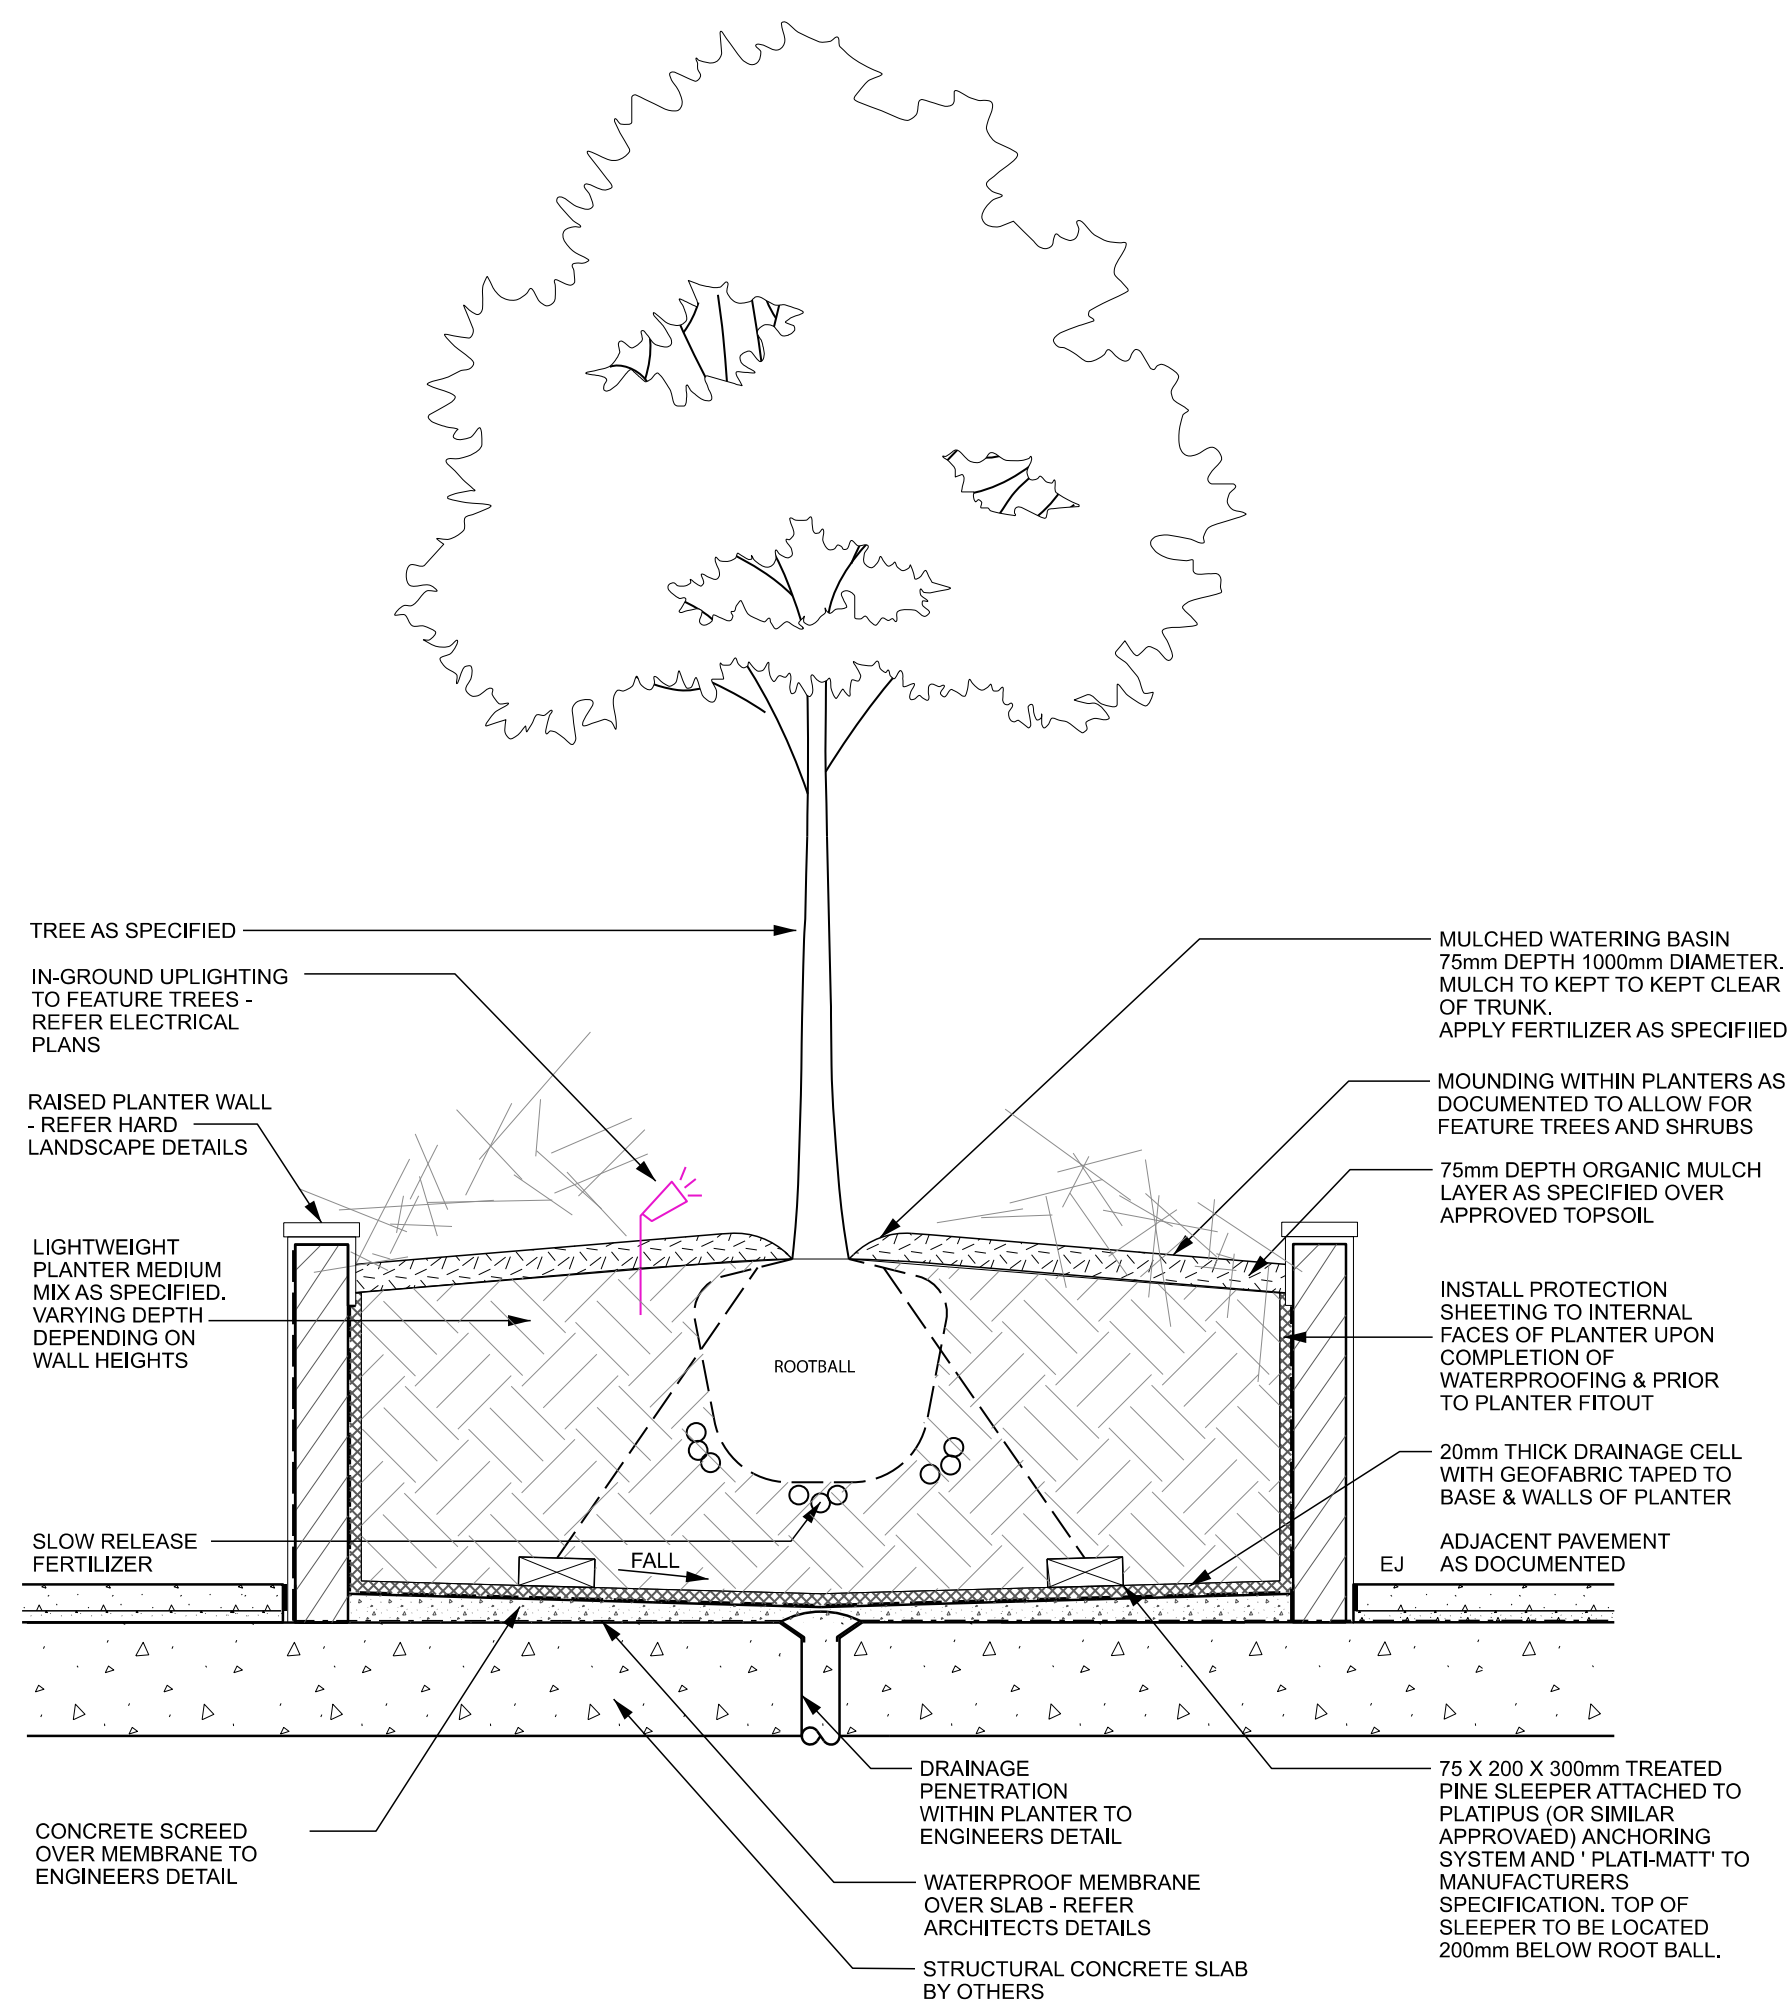 TREE AS SPECIFIED
IN-GROUND UPLIGHTING
TO FEATURE TREES -
REFER ELECTRICAL
PLANS
RAISED PLANTER WALL
- REFER HARD
LANDSCAPE DETAILS
LIGHTWEIGHT
PLANTER MEDIUM
MIX AS SPECIFIED.
VARYING DEPTH
DEPENDING ON
WALL HEIGHTS
SLOW RELEASE
FERTILIZER
CONCRETE SCREED
OVER MEMBRANE TO
ENGINEERS DETAIL
ROOTBALL
FALL
DRAINAGE
PENETRATION
WITHIN PLANTER TO
ENGINEERS DETAIL
WATERPROOF MEMBRANE
OVER SLAB - REFER
ARCHITECTS DETAILS
STRUCTURAL CONCRETE SLAB
BY OTHERS
MULCHED WATERING BASIN
75mm DEPTH 1000mm DIAMETER.
MULCH TO KEPT TO KEPT CLEAR
OF TRUNK.
APPLY FERTILIZER AS SPECIFIIED
MOUNDING WITHIN PLANTERS AS
DOCUMENTED TO ALLOW FOR
FEATURE TREES AND SHRUBS
75mm DEPTH ORGANIC MULCH
LAYER AS SPECIFIED OVER
APPROVED TOPSOIL
INSTALL PROTECTION
SHEETING TO INTERNAL
FACES OF PLANTER UPON
COMPLETION OF
WATERPROOFING & PRIOR
TO PLANTER FITOUT
20mm THICK DRAINAGE CELL
WITH GEOFABRIC TAPED TO
BASE & WALLS OF PLANTER
ADJACENT PAVEMENT
AS DOCUMENTED
EJ
75 X 200 X 300mm TREATED
PINE SLEEPER ATTACHED TO
PLATIPUS (OR SIMILAR
APPROVAED) ANCHORING
SYSTEM AND ' PLATI-MATT' TO
MANUFACTURERS
SPECIFICATION. TOP OF
SLEEPER TO BE LOCATED
200mm BELOW ROOT BALL.